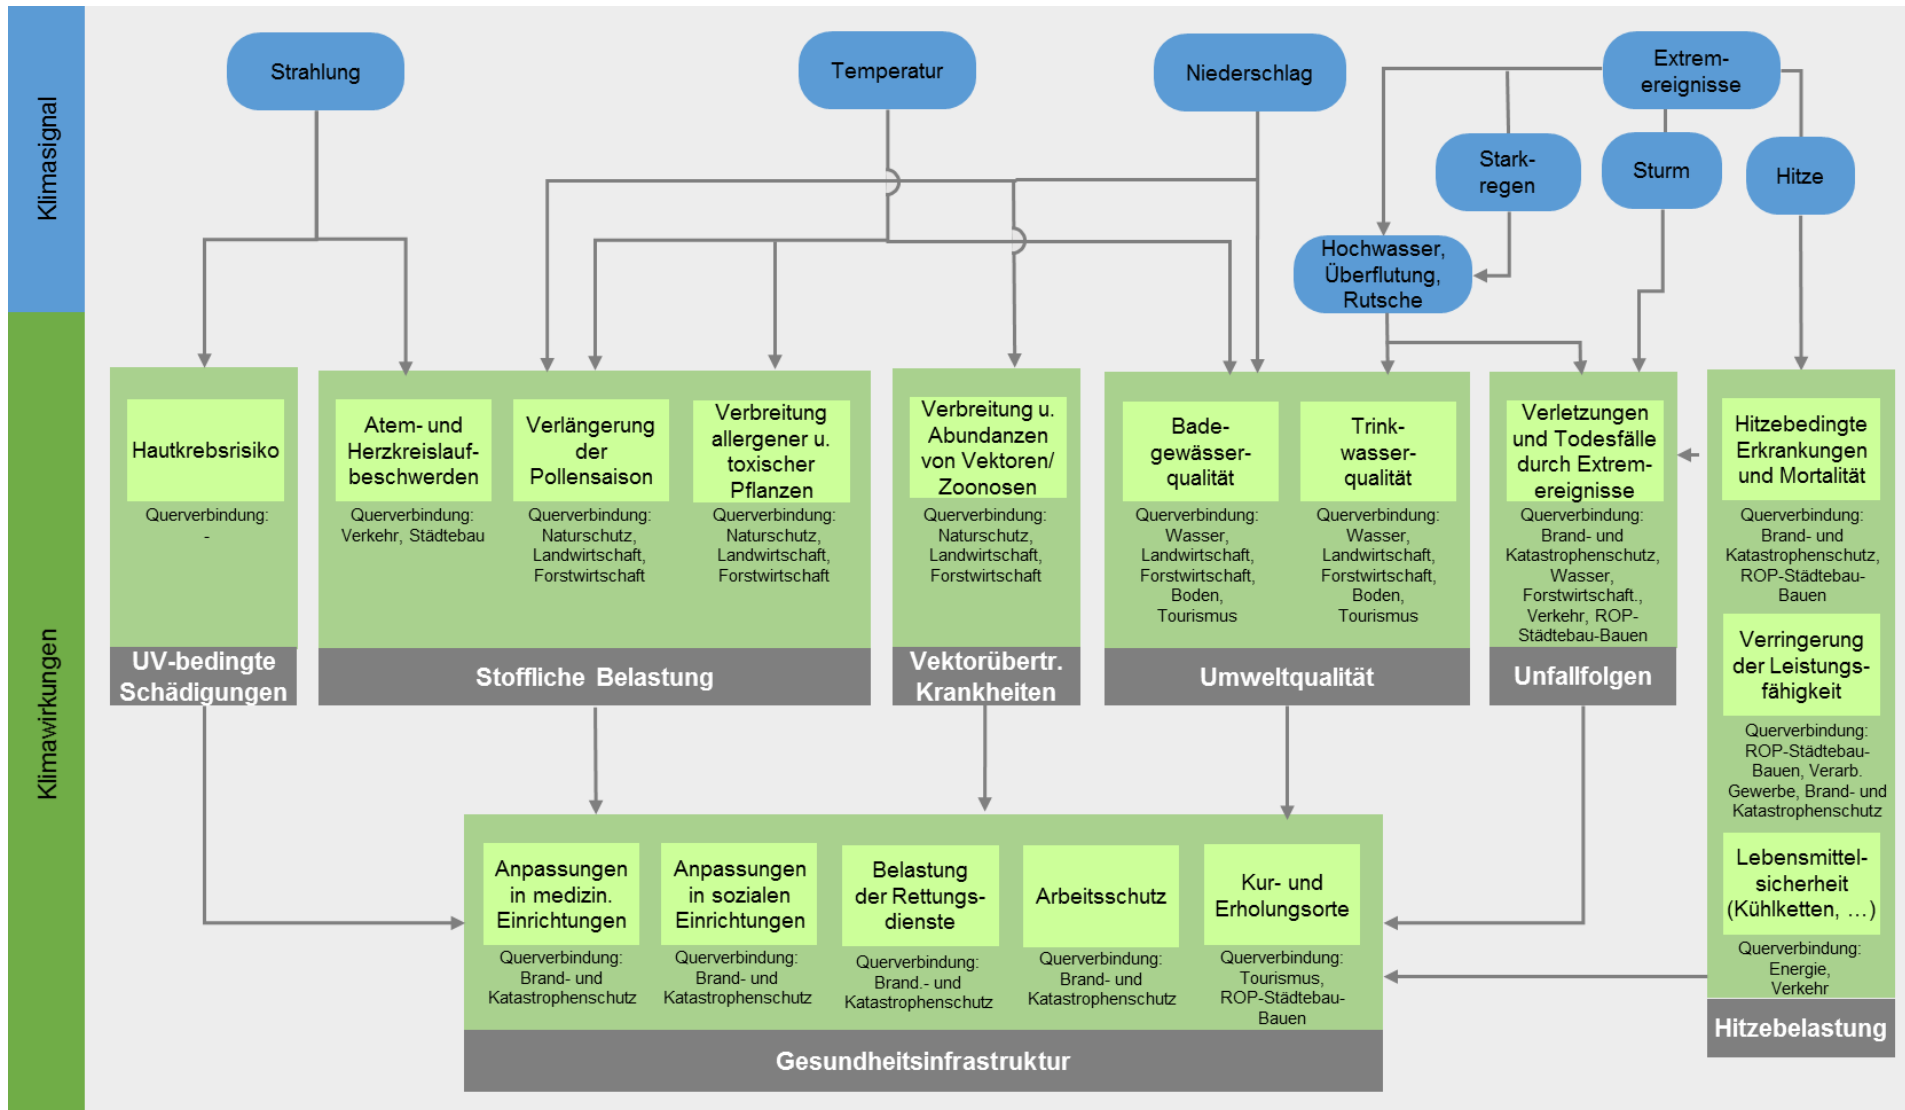 Klimasignal
Strahlung
Temperatur
Niederschlag
Extrem-
ereignisse
Stark-
regen
Sturm
Hitze
Hochwasser,
Überflutung,
Rutsche
Klimawirkungen
Hautkrebsrisiko
Querverbindung:
-
UV-bedingte
Schädigungen
Atem- und
Herzkreislauf-
beschwerden
Querverbindung:
Verkehr, Städtebau
Verlängerung
der
Pollensaison
Querverbindung:
Naturschutz,
Landwirtschaft,
Forstwirtschaft
Verbreitung
allergener u.
toxischer
Pflanzen
Querverbindung:
Naturschutz,
Landwirtschaft,
Forstwirtschaft
Stoffliche Belastung
Verbreitung u.
Abundanzen
von Vektoren/
Zoonosen
Querverbindung:
Naturschutz,
Landwirtschaft,
Forstwirtschaft
Vektorübertr.
Krankheiten
Bade-
gewässer-
qualität
Querverbindung:
Wasser,
Landwirtschaft,
Forstwirtschaft,
Boden,
Tourismus
Trink-
wasser-
qualität
Querverbindung:
Wasser,
Landwirtschaft,
Forstwirtschaft,
Boden,
Tourismus
Umweltqualität
Verletzungen
und Todesfälle
durch Extrem-
ereignisse
Querverbindung:
Brand- und
Katastrophenschutz,
Wasser,
Forstwirtschaft.,
Verkehr, ROP-
Städtebau-Bauen
Unfallfolgen
Hitzebedingte
Erkrankungen
und Mortalität
Querverbindung:
Brand- und
Katastrophenschutz,
ROP-Städtebau-
Bauen
Verringerung
der Leistungs-
fähigkeit
Querverbindung:
ROP-Städtebau-
Bauen, Verarb.
Gewerbe, Brand- und
Katastrophenschutz
Lebensmittel-
sicherheit
(Kühlketten, …)
Querverbindung:
Energie,
Verkehr
Hitzebelastung
Anpassungen
in medizin.
Einrichtungen
Querverbindung:
Brand- und
Katastrophenschutz
Anpassungen
in sozialen
Einrichtungen
Querverbindung:
Brand- und
Katastrophenschutz
Belastung
der Rettungs-
dienste
Querverbindung:
Brand.- und
Katastrophenschutz
Arbeitsschutz
Querverbindung:
Brand- und
Katastrophenschutz
Kur- und
Erholungsorte
Querverbindung:
Tourismus,
ROP-Städtebau-
Bauen
Gesundheitsinfrastruktur